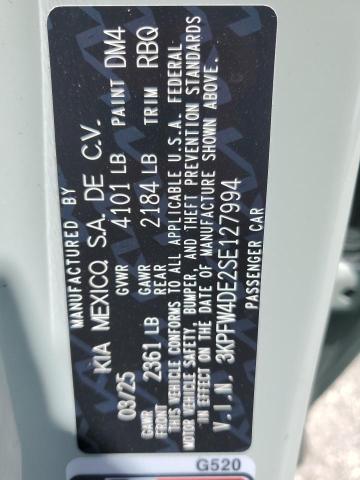 MANUFACTURED BY
KIA MEXICO, S.A. DE C.V.
03/25 GVWR 4101 LB PAINT DM4
GAWR FRONT 2361 LB GAWR REAR 2184 LB TRIM RBQ
THIS VEHICLE CONFORMS TO ALL APPLICABLE U.S.A. FEDERAL
MOTOR VEHICLE SAFETY, BUMPER, AND THEFT PREVENTION STANDARDS
IN EFFECT ON THE DATE OF MANUFACTURE SHOWN ABOVE.
V.I.N. 3KPFW4DE2SE127994
PASSENGER CAR
G520